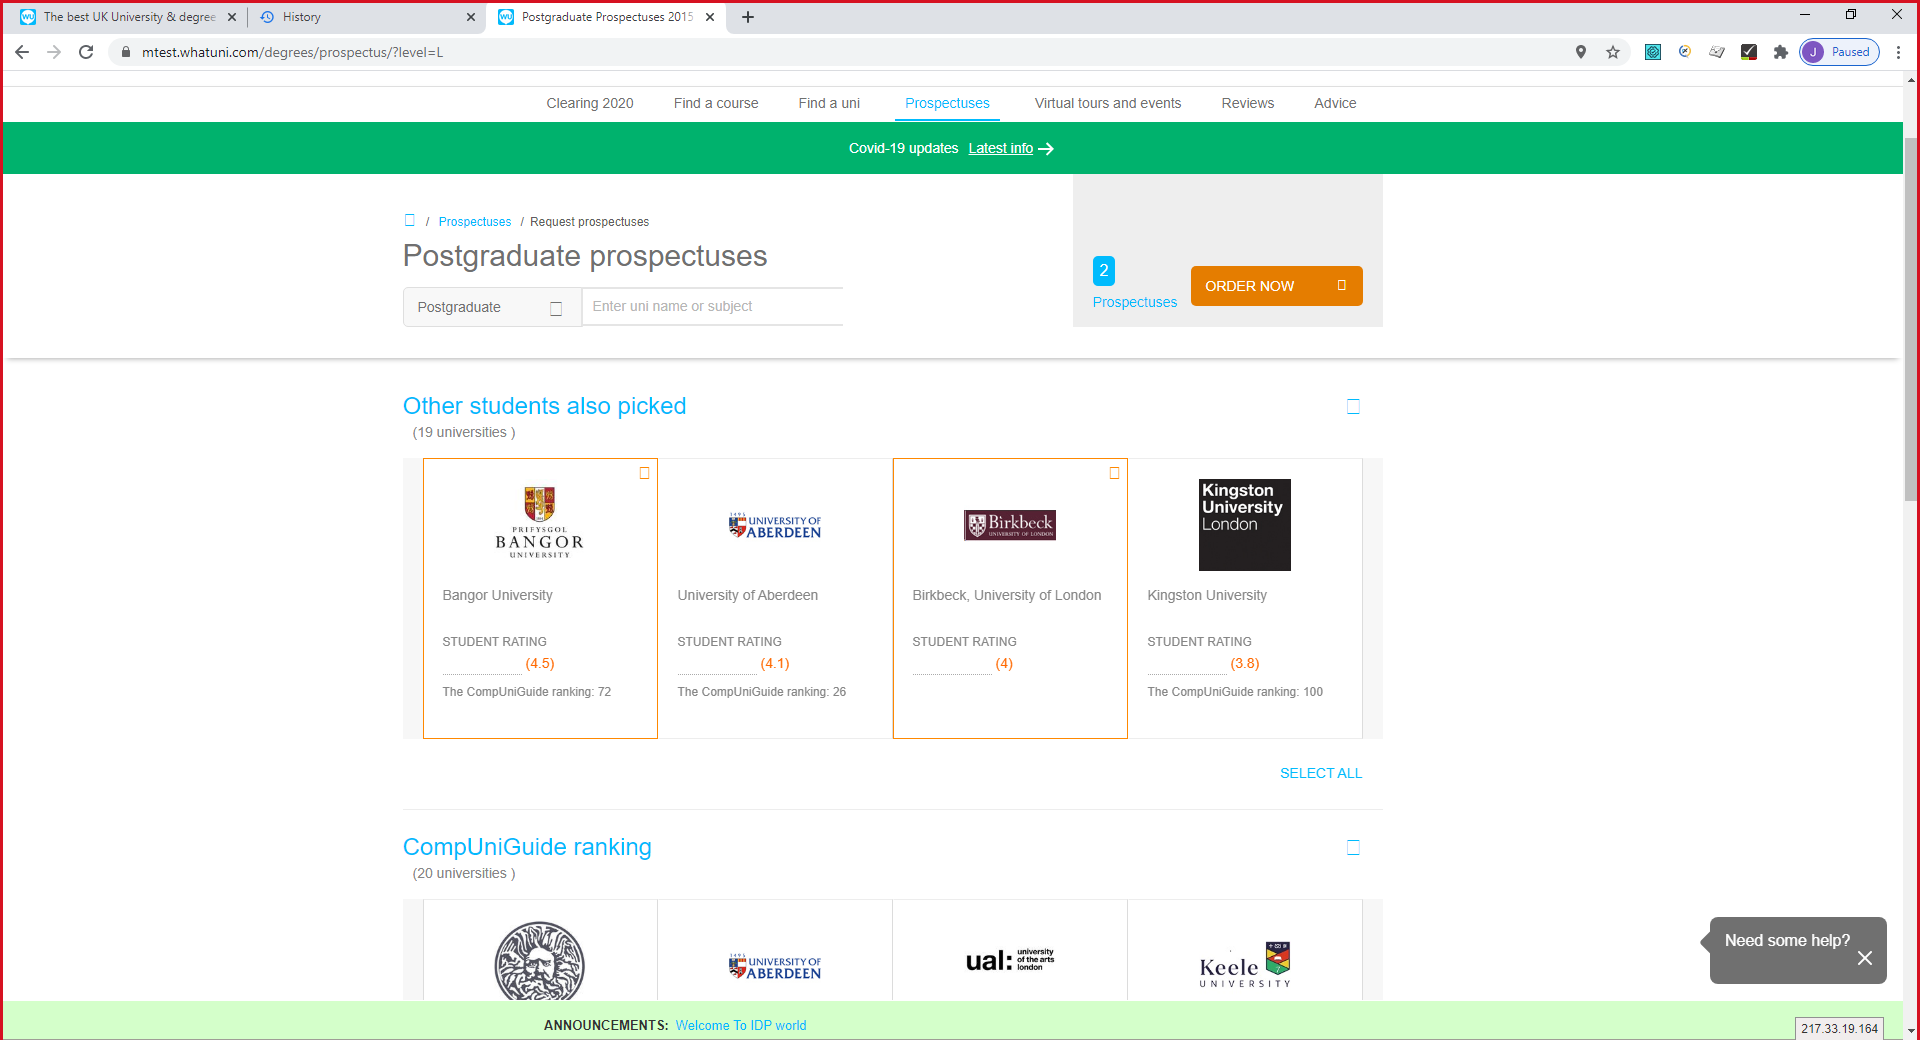 The best UK University & degree
History
Postgraduate Prospectuses 2015
mtest.whatuni.com/degrees/prospectus/?level=L
J Paused
Clearing 2020 Find a course Find a uni Prospectuses Virtual tours and events Reviews Advice
Covid-19 updates Latest info
/ Prospectuses / Request prospectuses
Postgraduate prospectuses
Postgraduate Enter uni name or subject
2
Prospectuses
ORDER NOW
Other students also picked
(19 universities )
1495
PRIFYSGOL
BANGOR
UNIVERSITY
UNIVERSITY OF
ABERDEEN
Birkbeck
UNIVERSITY OF LONDON
Kingston
University
London
Bangor University University of Aberdeen Birkbeck, University of London Kingston University
STUDENT RATING STUDENT RATING STUDENT RATING STUDENT RATING
(4.5) (4.1) (4) (3.8)
The CompUniGuide ranking: 72 The CompUniGuide ranking: 26 The CompUniGuide ranking: 100
SELECT ALL
CompUniGuide ranking
(20 universities )
UNIVERSITY OF
ABERDEEN
ual: university
of the arts
london
Keele
UNIVERSITY
Need some help?
ANNOUNCEMENTS: Welcome To IDP world
217.33.19.164